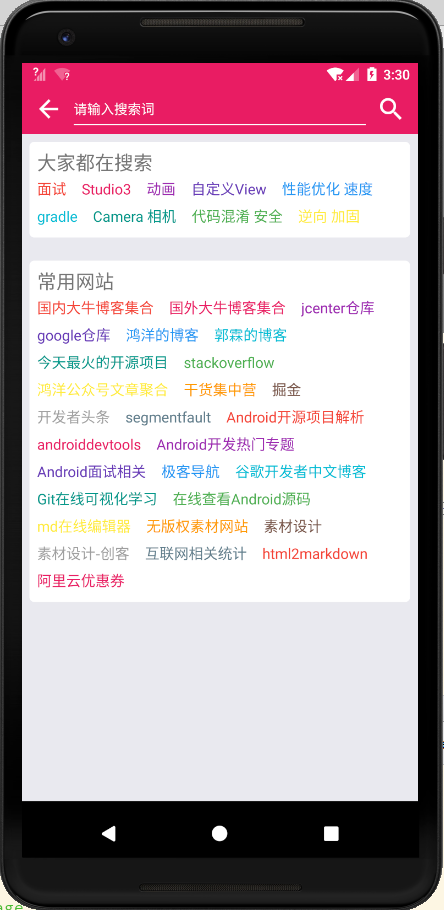 3:30
请输入搜索词
大家都在搜索
面试 Studio3 动画 自定义View 性能优化 速度
gradle Camera 相机 代码混淆 安全 逆向 加固
常用网站
国内大牛博客集合 国外大牛博客集合 jcenter仓库
google仓库 鸿洋的博客 郭霖的博客
今天最火的开源项目 stackoverflow
鸿洋公众号文章聚合 干货集中营 掘金
开发者头条 segmentfault Android开源项目解析
androiddevtools Android开发热门专题
Android面试相关 极客导航 谷歌开发者中文博客
Git在线可视化学习 在线查看Android源码
md在线编辑器 无版权素材网站 素材设计
素材设计-创客 互联网相关统计 html2markdown
阿里云优惠券